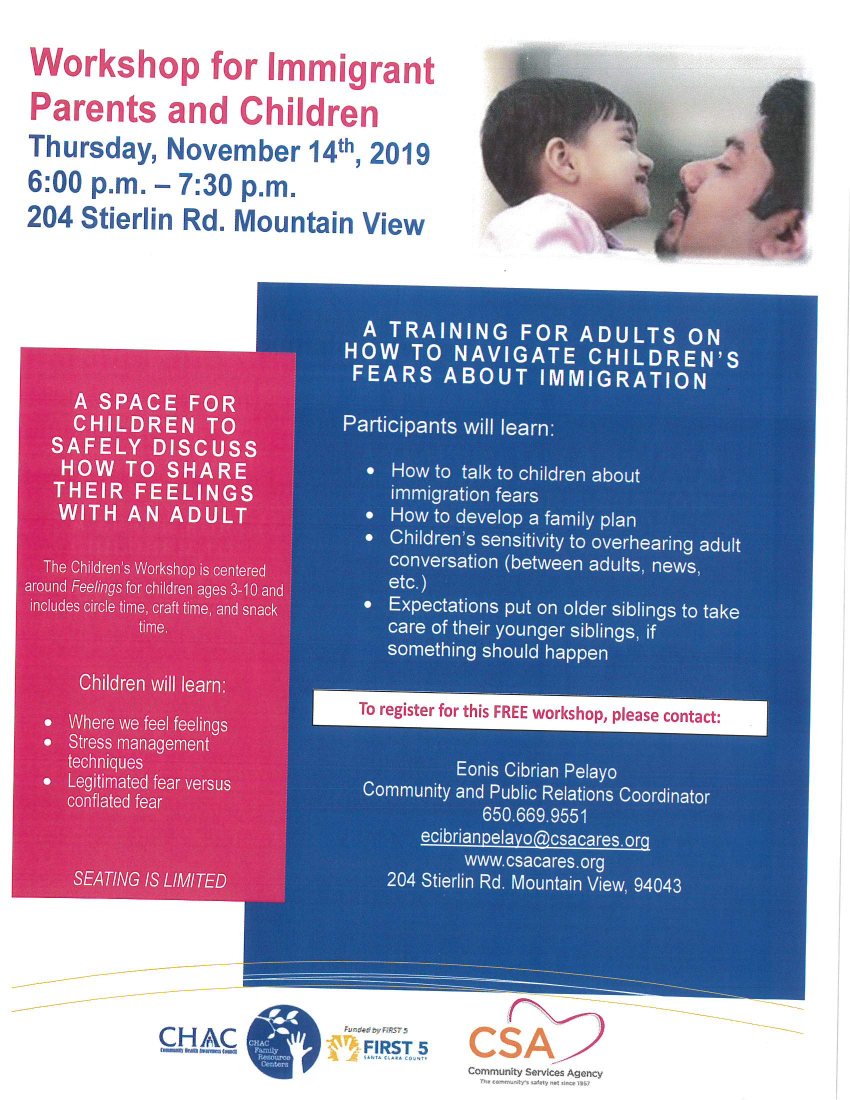 Workshop for Immigrant
Parents and Children
Thursday, November 14th, 2019
6:00 p.m. – 7:30 p.m.
204 Stierlin Rd. Mountain View
A TRAINING FOR ADULTS ON
HOW TO NAVIGATE CHILDREN'S
FEARS ABOUT IMMIGRATION
Participants will learn:
• How to talk to children about
immigration fears
• How to develop a family plan
• Children's sensitivity to overhearing adult
conversation (between adults, news,
etc.)
• Expectations put on older siblings to take
care of their younger siblings, if
something should happen
A SPACE FOR
CHILDREN TO
SAFELY DISCUSS
HOW TO SHARE
THEIR FEELINGS
WITH AN ADULT
The Children's Workshop is centered
around Feelings for children ages 3-10 and
includes circle time, craft time, and snack
time.
Children will learn:
• Where we feel feelings
• Stress management
techniques
• Legitimated fear versus
conflated fear
SEATING IS LIMITED
To register for this FREE workshop, please contact:
Eonis Cibrian Pelayo
Community and Public Relations Coordinator
650.669.9551
ecibrianpelayo@csacares.org
www.csacares.org
204 Stierlin Rd. Mountain View, 94043
CHAC
Community Health Awareness Council
CHAC
Family
Resource
Centers
Funded by FIRST 5
FIRST 5
SANTA CLARA COUNTY
CSA
Community Services Agency
The community's safety net since 1957